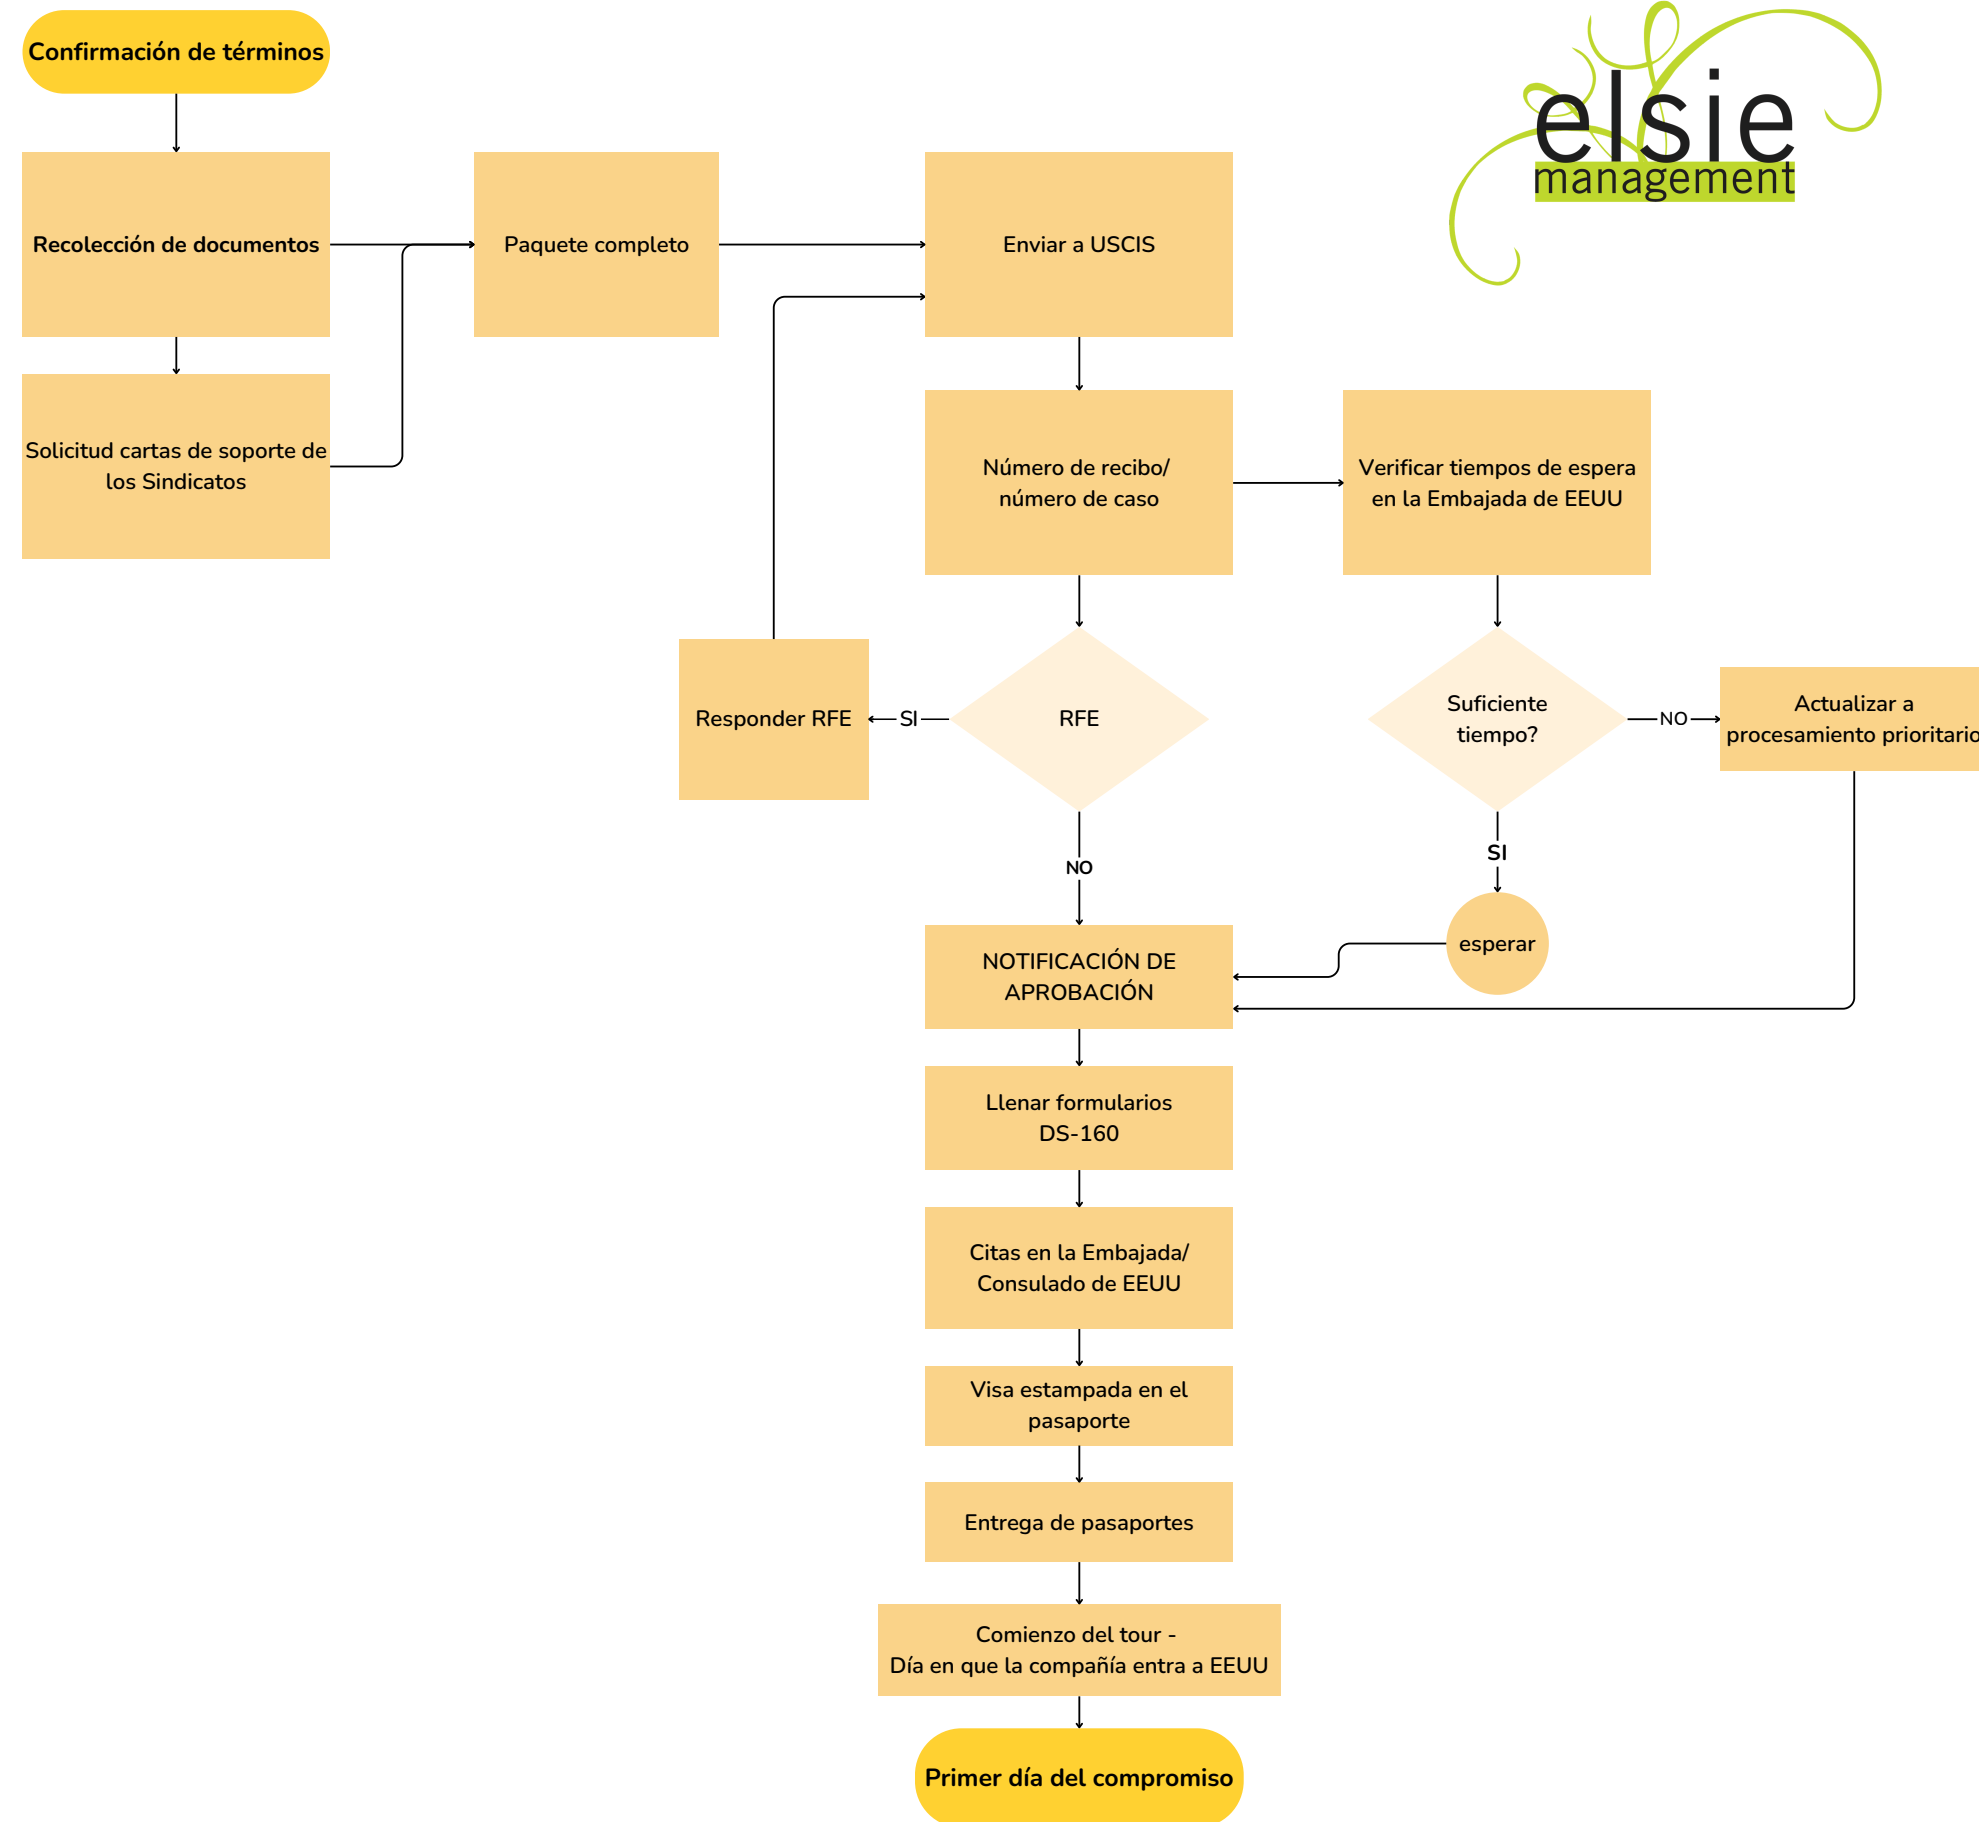 Confirmación de términos
elsie
management
Recolección de documentos
Paquete completo
Enviar a USCIS
Solicitud cartas de soporte de
los Sindicatos
Número de recibo/
número de caso
Verificar tiempos de espera
en la Embajada de EEUU
Responder RFE
SI
RFE
Suficiente
tiempo?
NO
Actualizar a
procesamiento prioritario
NO
SI
esperar
NOTIFICACIÓN DE
APROBACIÓN
Llenar formularios
DS-160
Citas en la Embajada/
Consulado de EEUU
Visa estampada en el
pasaporte
Entrega de pasaportes
Comienzo del tour -
Día en que la compañía entra a EEUU
Primer día del compromiso